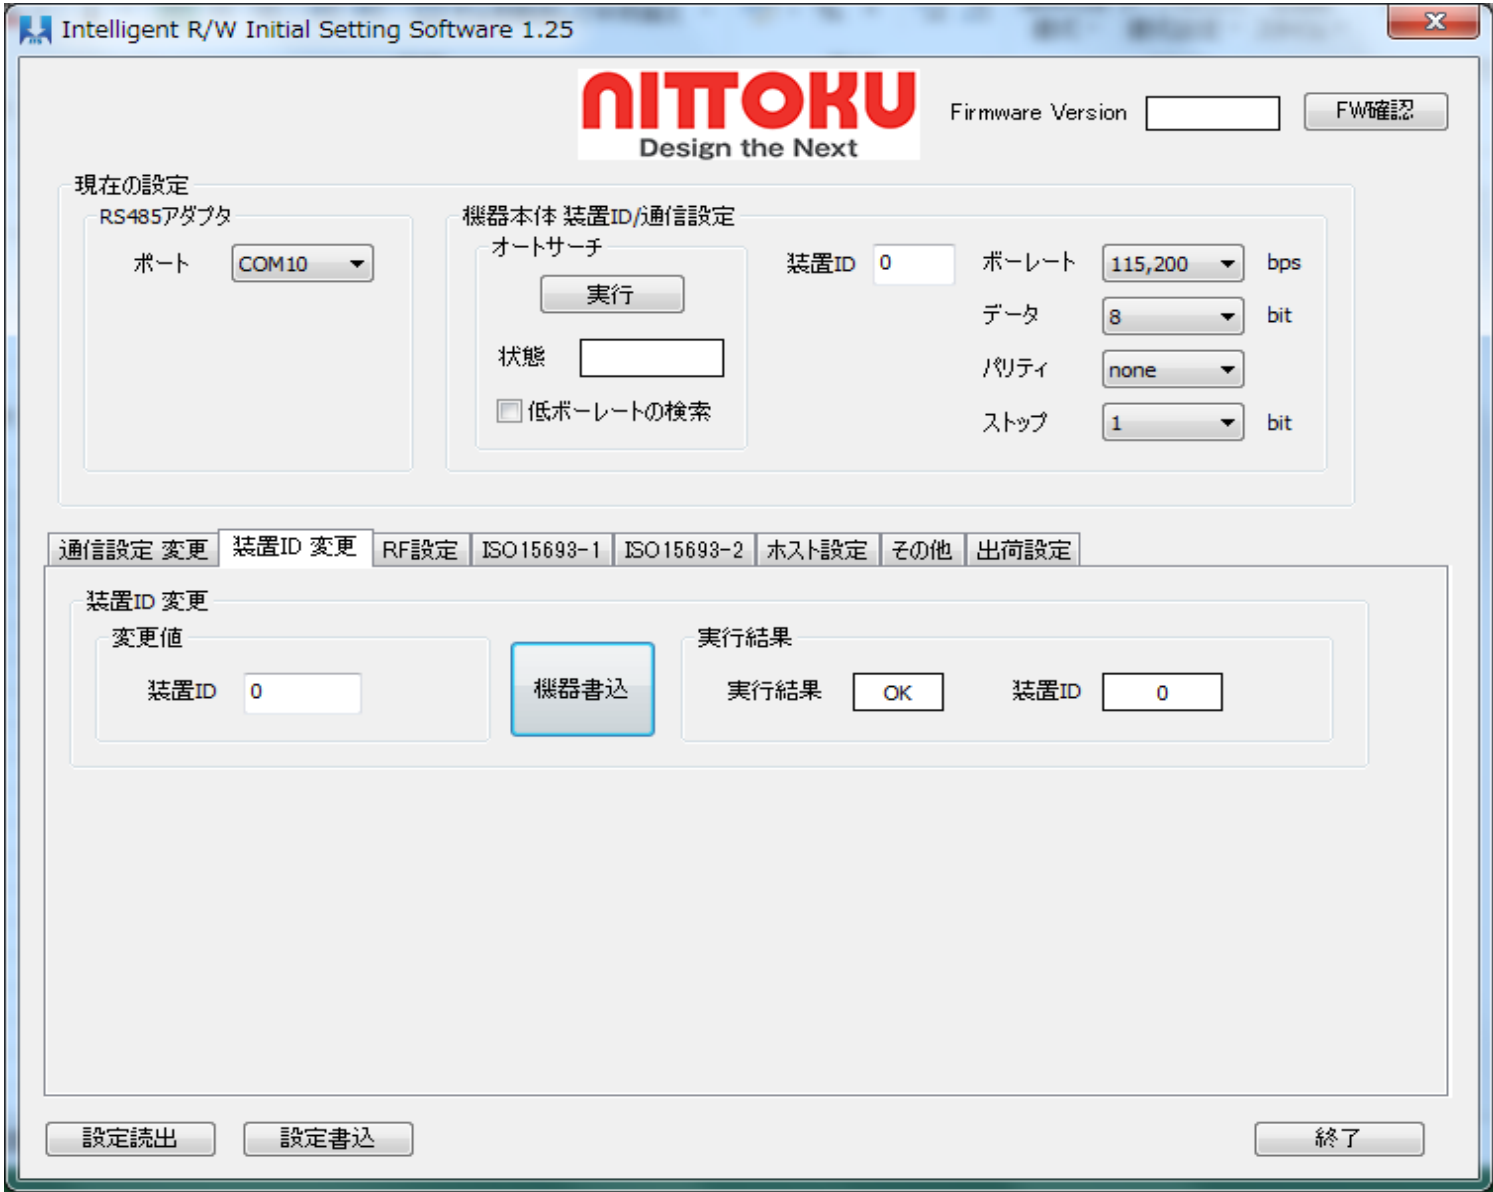 Intelligent R/W Initial Setting Software 1.25
NITTOKU
Design the Next
Firmware Version
FW確認
現在の設定
RS485アダプタ
ポート COM10
機器本体 装置ID/通信設定
オートサーチ
実行
状態
低ボーレートの検索
装置ID 0
ボーレート 115,200 bps
データ 8 bit
パリティ none
ストップ 1 bit
通信設定 変更 装置ID 変更 RF設定 ISO15693-1 ISO15693-2 ホスト設定 その他 出荷設定
装置ID 変更
変更値
装置ID 0
機器書込
実行結果
実行結果 OK 装置ID 0
設定読出 設定書込 終了